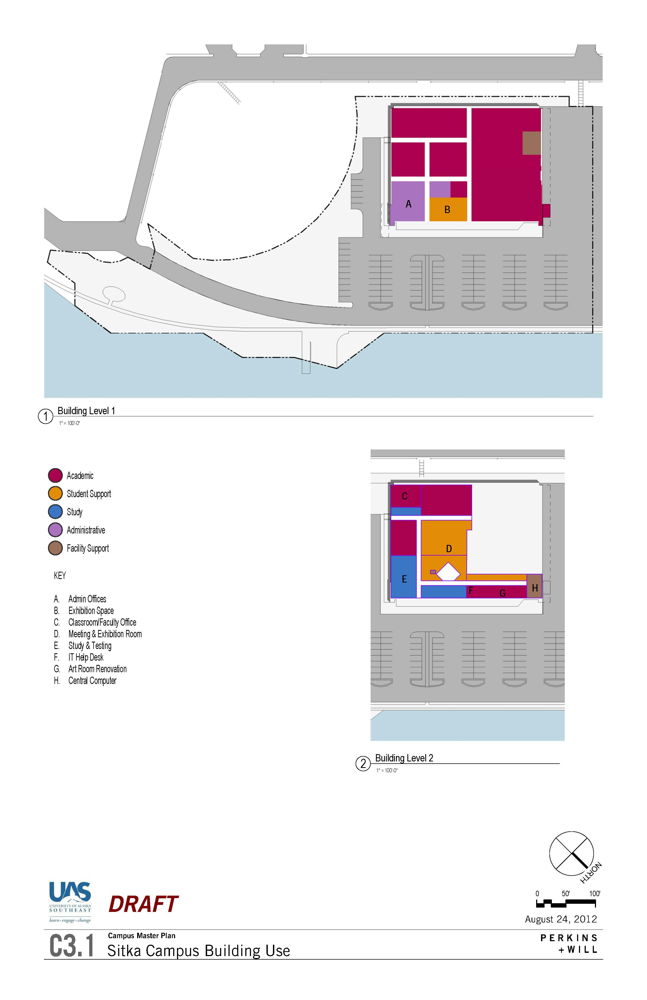 A
B
1
Building Level 1
1" = 100'-0"
Academic
Student Support
Study
Administrative
Facility Support
KEY
A. Admin Offices
B. Exhibition Space
C. Classroom/Faculty Office
D. Meeting & Exhibition Room
E. Study & Testing
F. IT Help Desk
G. Art Room Renovation
H. Central Computer
C
D
E
F
G
H
2
Building Level 2
1" = 100'-0"
NORTH
0 50' 100'
August 24, 2012
UAS
UNIVERSITY OF ALASKA
SOUTHEAST
learn · engage · change
DRAFT
C3.1
Campus Master Plan
Sitka Campus Building Use
PERKINS
+ WILL